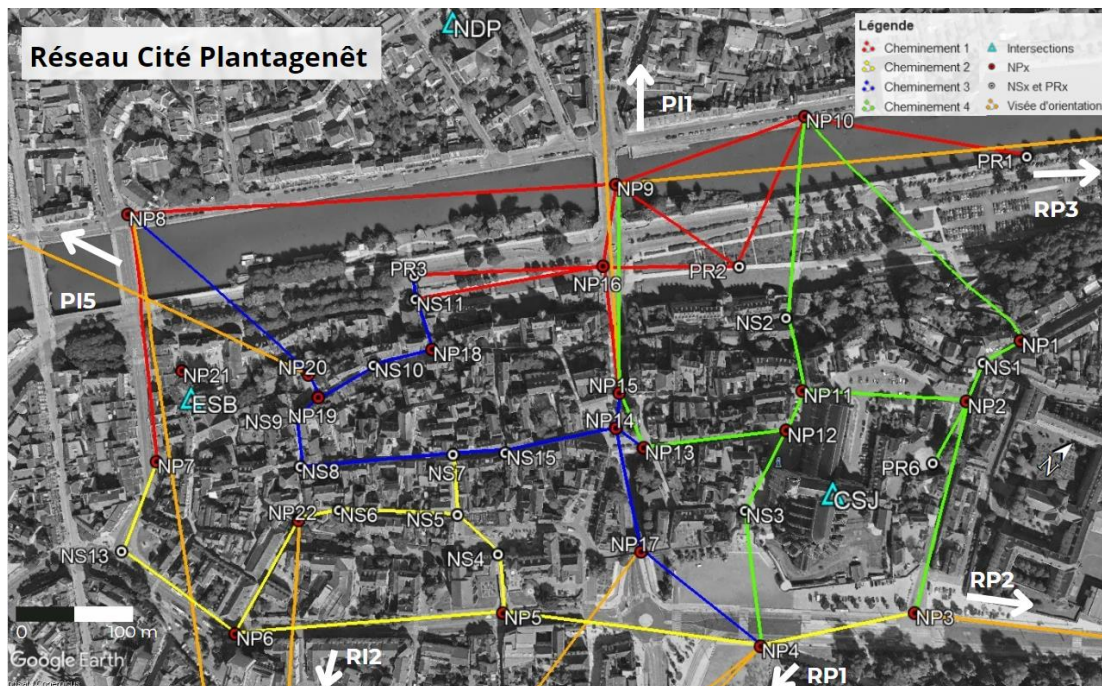 Réseau Cité Plantagenêt
NDP
PI1
Légende
Cheminement 1
Cheminement 2
Cheminement 3
Cheminement 4
Intersections
NPx
NSx et PRx
Visée d'orientation
NP10
PR1
RP3
NP9
NP8
PI5
PR3
NP16
PR2
NS11
NS2
NP18
NP1
NS1
NP21
NP20
NS10
ESB
NP19
NP15
NP11
NP2
NS9
NP14
NP12
NP13
NP7
NS8
NS7
NS15
PR6
N
CSJ
NP22
NS6
NS5
NS3
NS13
NS4
NP17
RP2
0
100 m
NP6
NP5
NP3
NP4
Google Earth
RI2
RP1